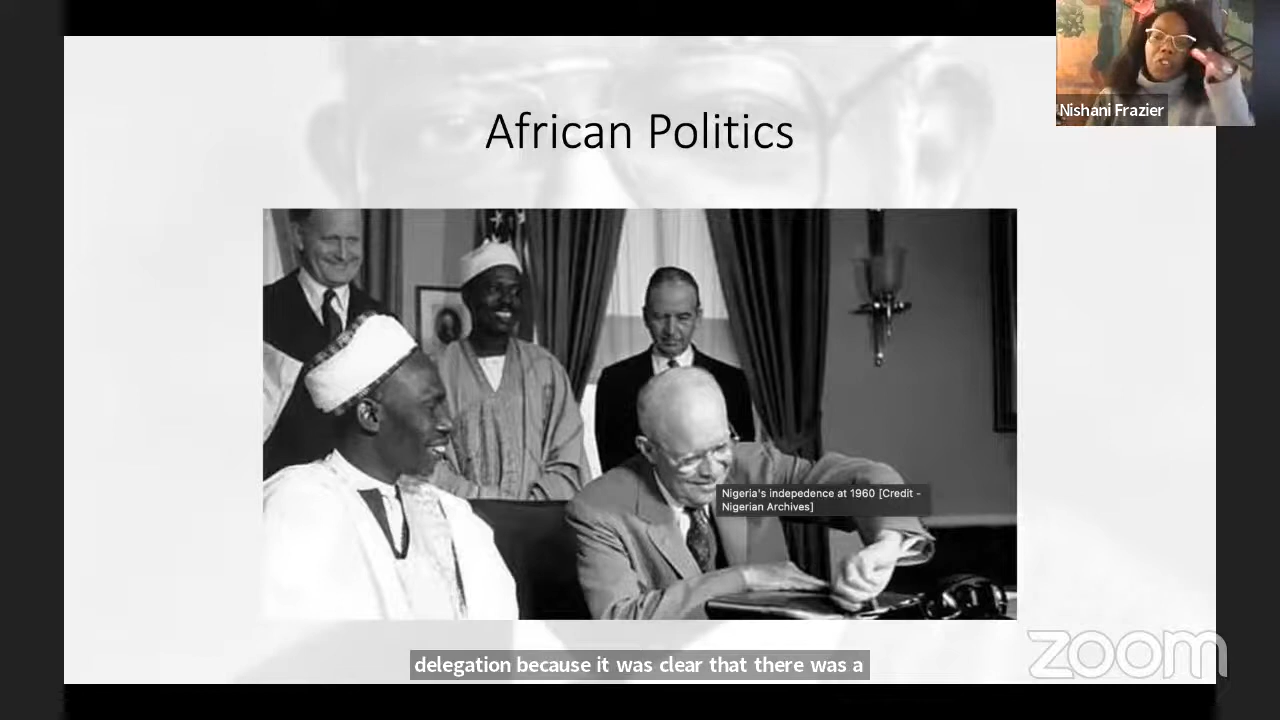 Nishani Frazier
African Politics
Nigeria's indepedence at 1960 [Credit -
Nigerian Archives]
delegation because it was clear that there was a
zoom